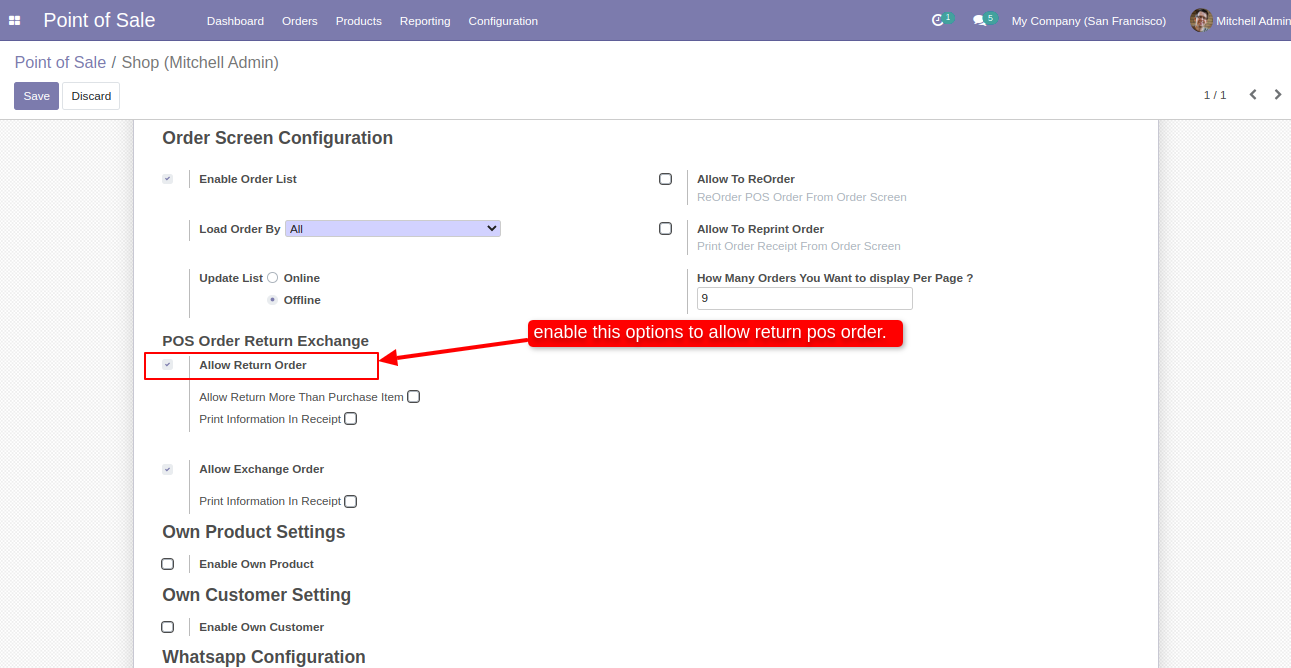 Point of Sale Dashboard Orders Products Reporting Configuration 1 5 My Company (San Francisco) Mitchell Admin
Point of Sale / Shop (Mitchell Admin)
Save Discard 1 / 1
Order Screen Configuration
Enable Order List
Allow To ReOrder
ReOrder POS Order From Order Screen
Load Order By All
Allow To Reprint Order
Print Order Receipt From Order Screen
Update List Online
Offline
How Many Orders You Want to display Per Page ?
9
enable this options to allow return pos order.
POS Order Return Exchange
Allow Return Order
Allow Return More Than Purchase Item
Print Information In Receipt
Allow Exchange Order
Print Information In Receipt
Own Product Settings
Enable Own Product
Own Customer Setting
Enable Own Customer
Whatsapp Configuration